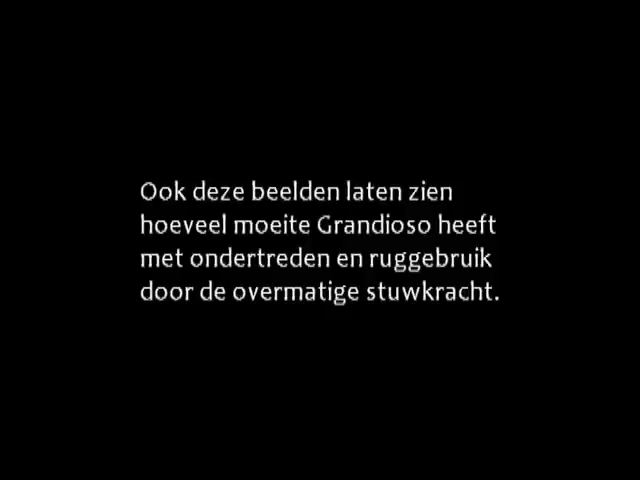 Ook deze beelden laten zien
hoeveel moeite Grandioso heeft
met ondertreden en ruggebruik
door de overmatige stuwkracht.